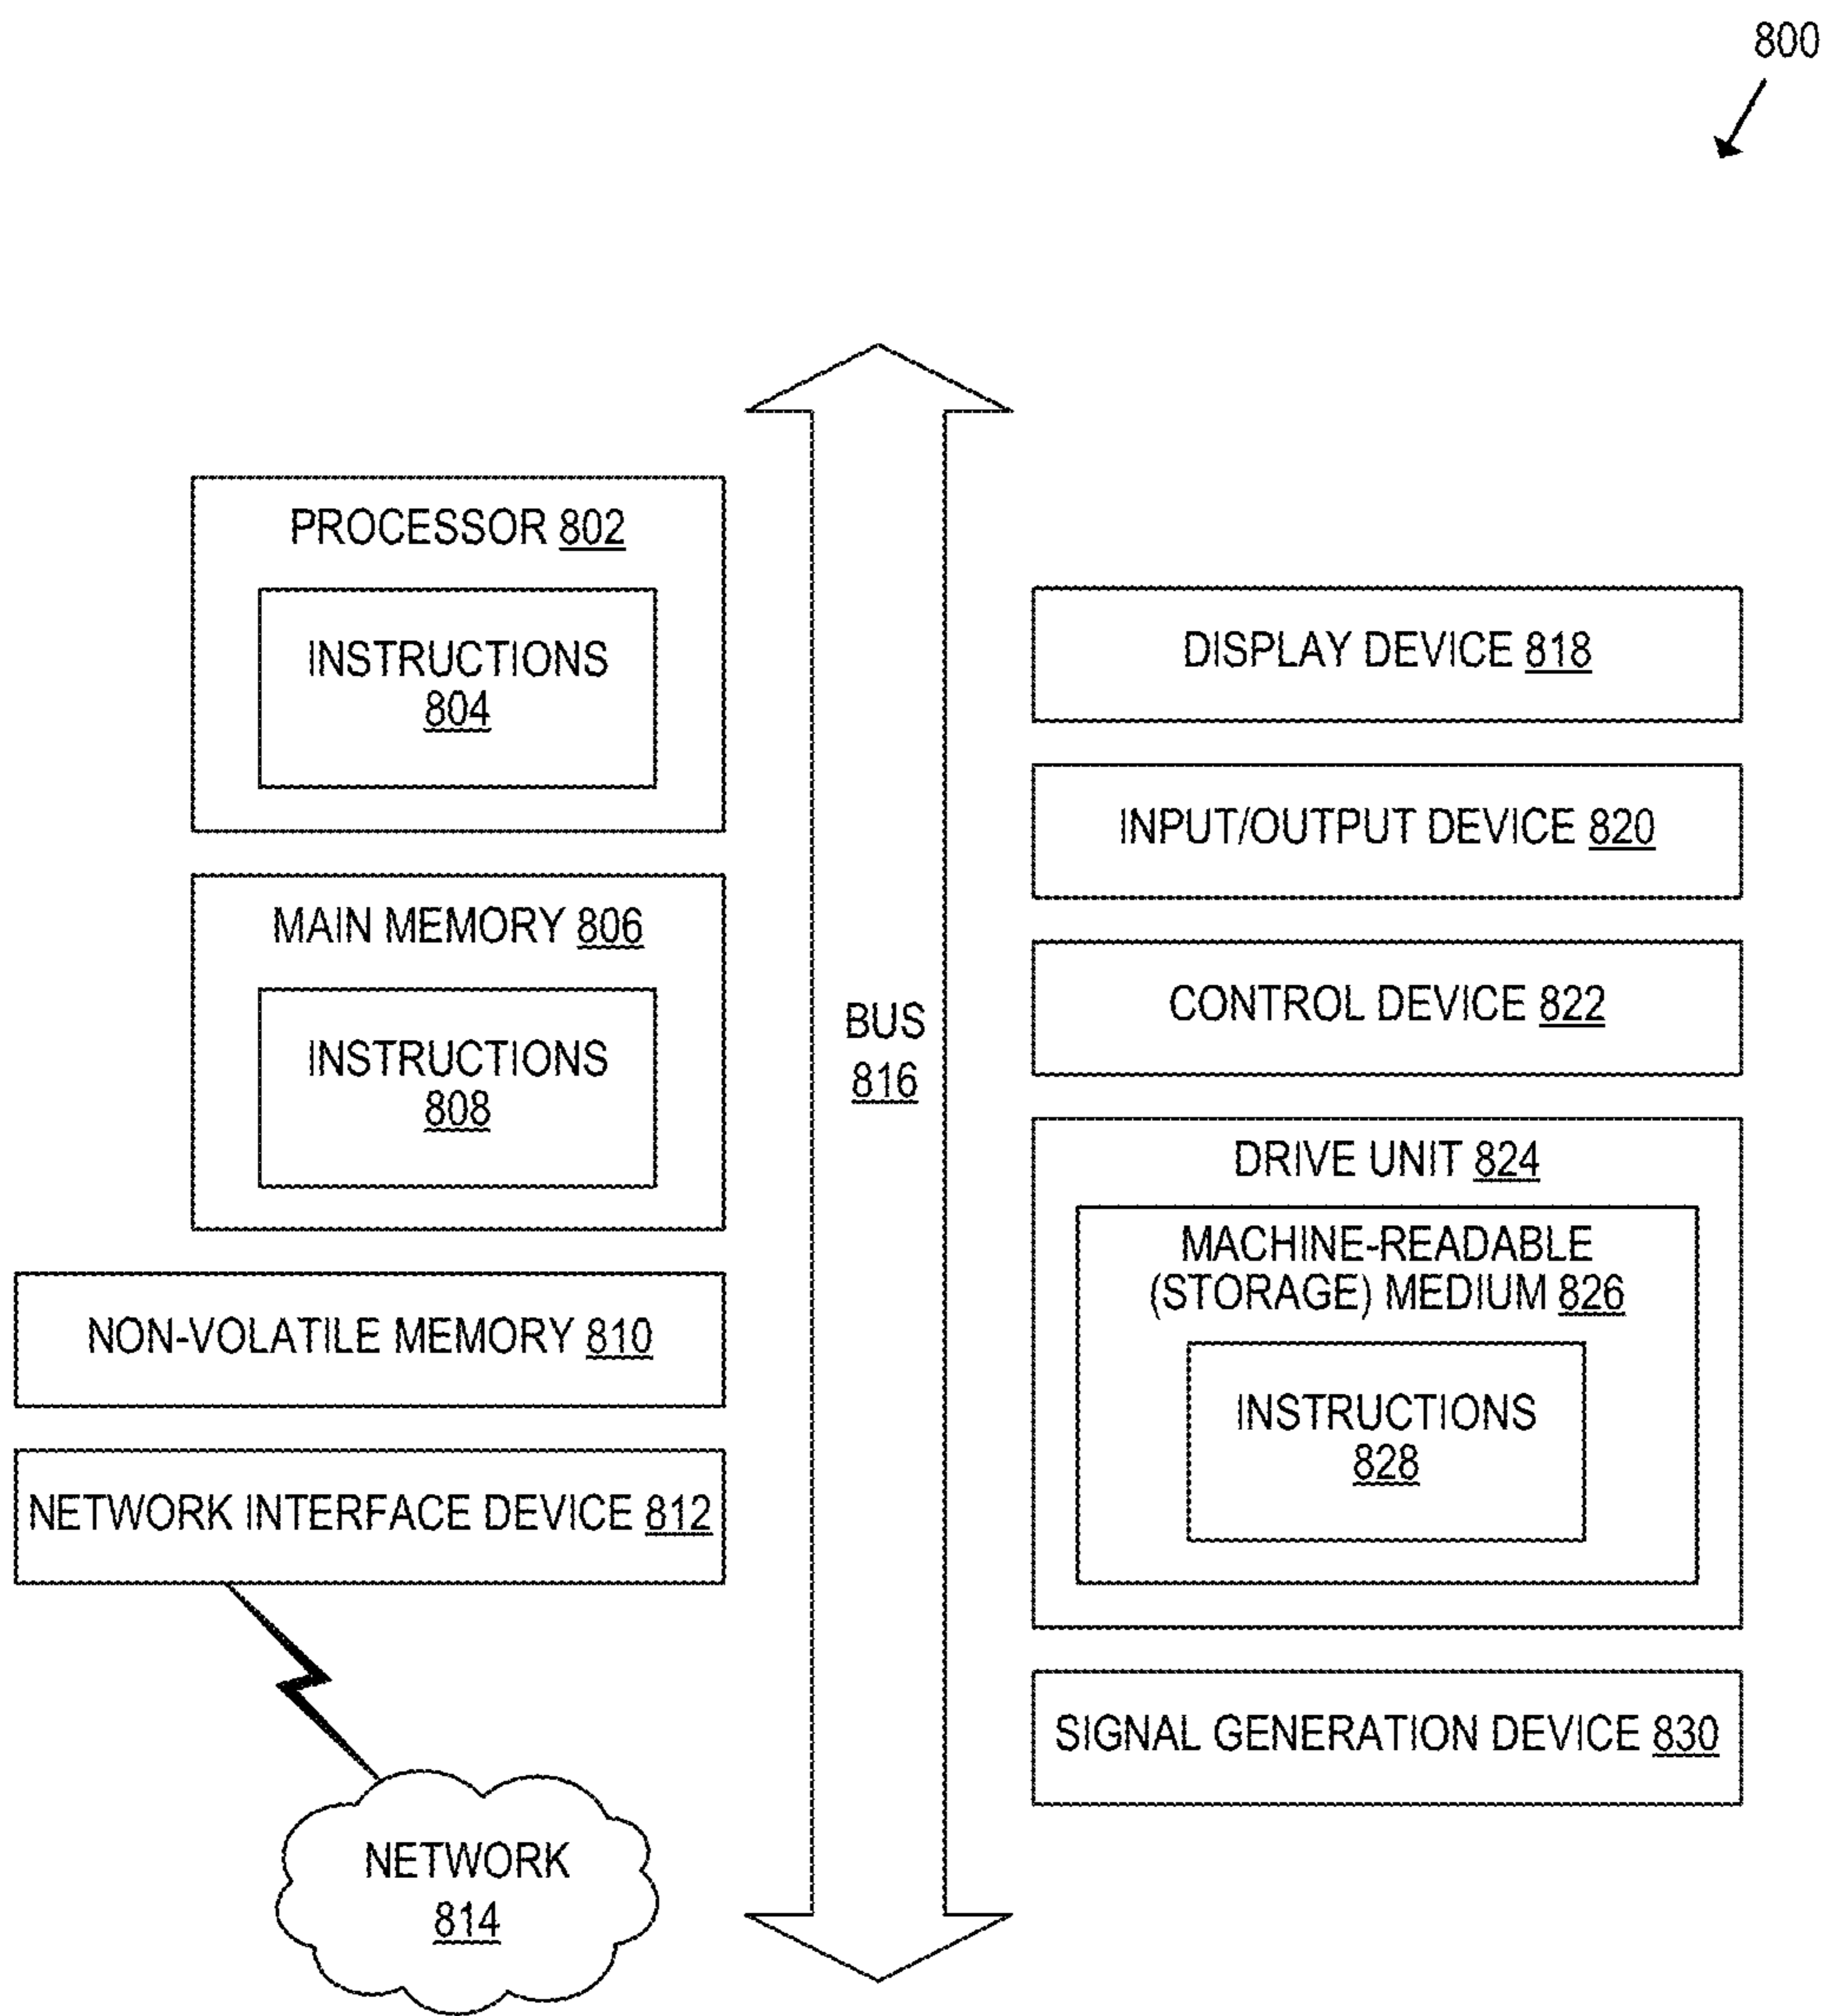 800
PROCESSOR 802
INSTRUCTIONS
804
MAIN MEMORY 806
INSTRUCTIONS
808
NON-VOLATILE MEMORY 810
NETWORK INTERFACE DEVICE 812
NETWORK
814
BUS
816
DISPLAY DEVICE 818
INPUT/OUTPUT DEVICE 820
CONTROL DEVICE 822
DRIVE UNIT 824
MACHINE-READABLE
(STORAGE) MEDIUM 826
INSTRUCTIONS
828
SIGNAL GENERATION DEVICE 830